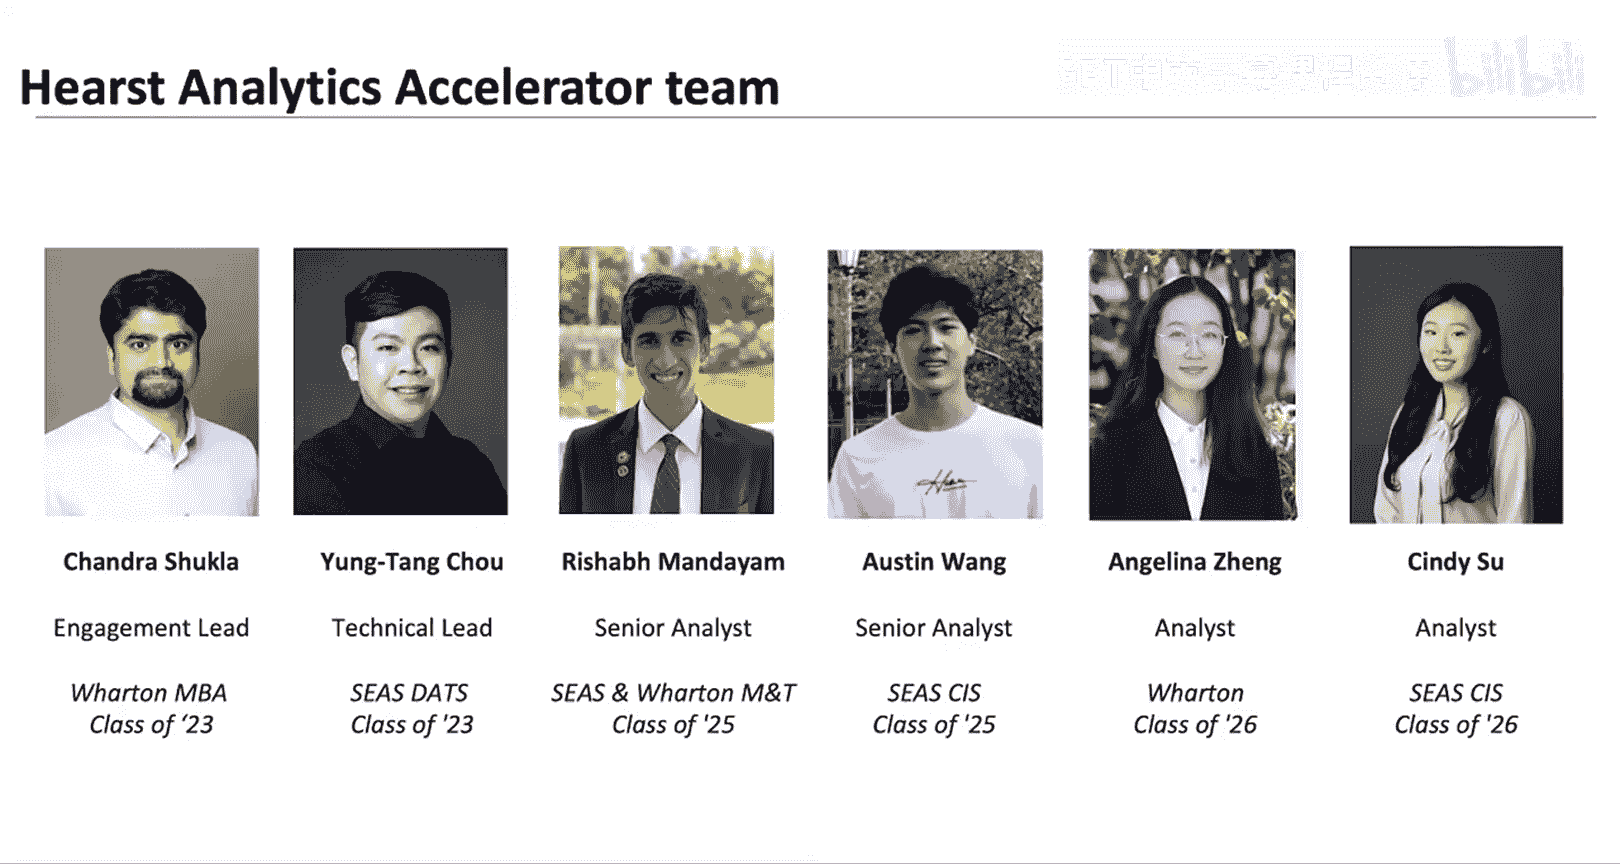 Hearst Analytics Accelerator team
bilibili
Chandra Shukla
Engagement Lead
Wharton MBA
Class of ‘23
Yung-Tang Chou
Technical Lead
SEAS DATS
Class of '23
Rishabh Mandayam
Senior Analyst
SEAS & Wharton M&T
Class of '25
Austin Wang
Senior Analyst
SEAS CIS
Class of '25
Angelina Zheng
Analyst
Wharton
Class of '26
Cindy Su
Analyst
SEAS CIS
Class of '26